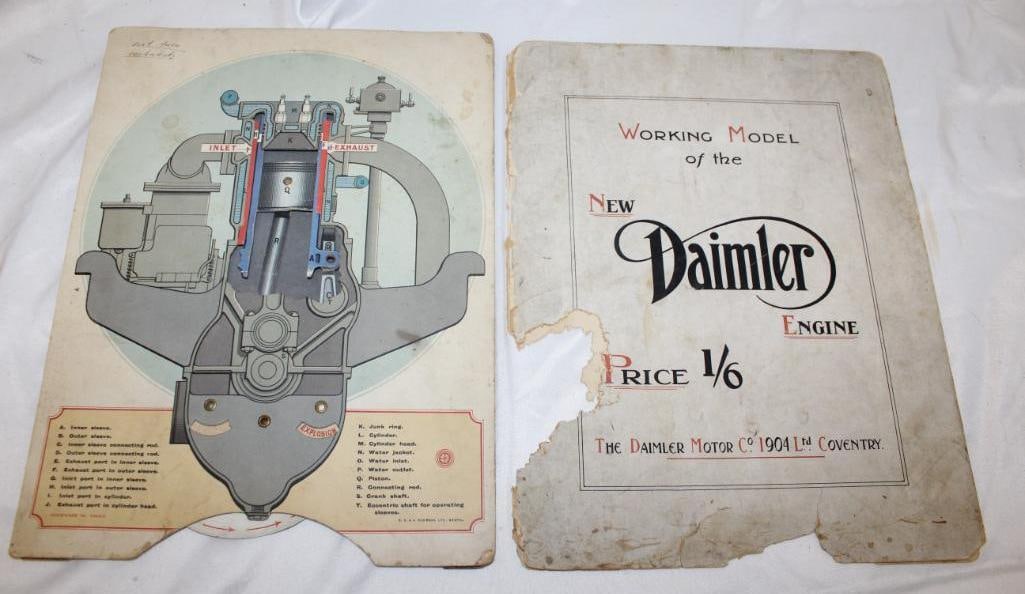 INLET
EXHAUST
K
Q
R
A
S
EXPLOSION
A. Inner sleeve.
B. Outer sleeve.
C. Inner sleeve connecting rod.
D. Outer sleeve connecting rod.
E. Exhaust port in inner sleeve.
F. Exhaust port in outer sleeve.
G. Inlet port in inner sleeve.
H. Inlet port in outer sleeve.
I. Inlet port in cylinder.
J. Exhaust port in cylinder head.
K. Junk ring.
L. Cylinder.
M. Cylinder head.
N. Water jacket.
O. Water inlet.
P. Water outlet.
Q. Piston.
R. Connecting rod.
S. Crank shaft.
T. Eccentric shaft for operating
sleeves.
WORKING MODEL
of the
NEW
Daimler
ENGINE
PRICE 1/6
THE DAIMLER MOTOR Co 1904 Ltd COVENTRY.